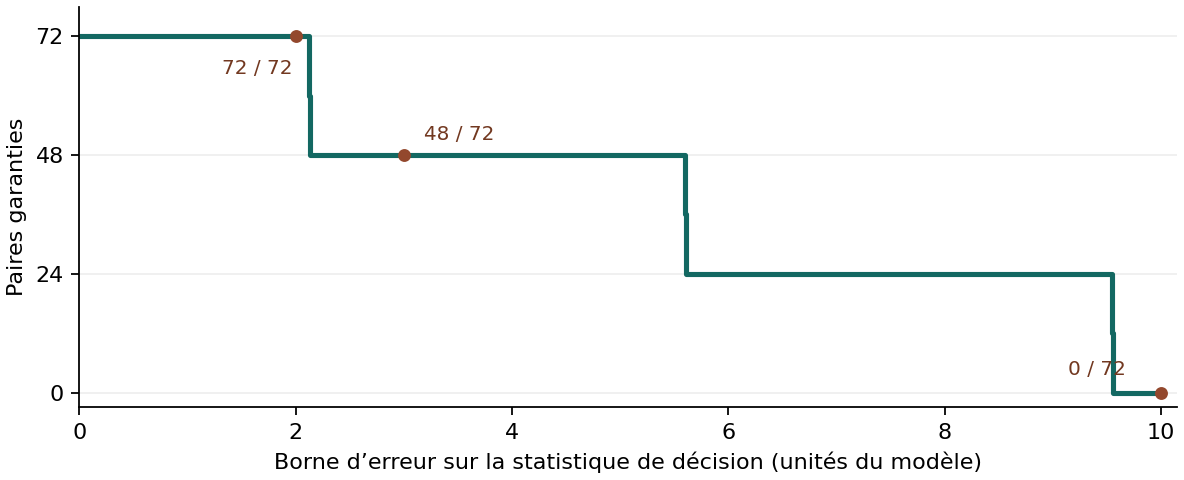 Paires garanties
72
48
24
0
72 / 72
48 / 72
0 / 72
0 2 4 6 8 10
Borne d’erreur sur la statistique de décision (unités du modèle)